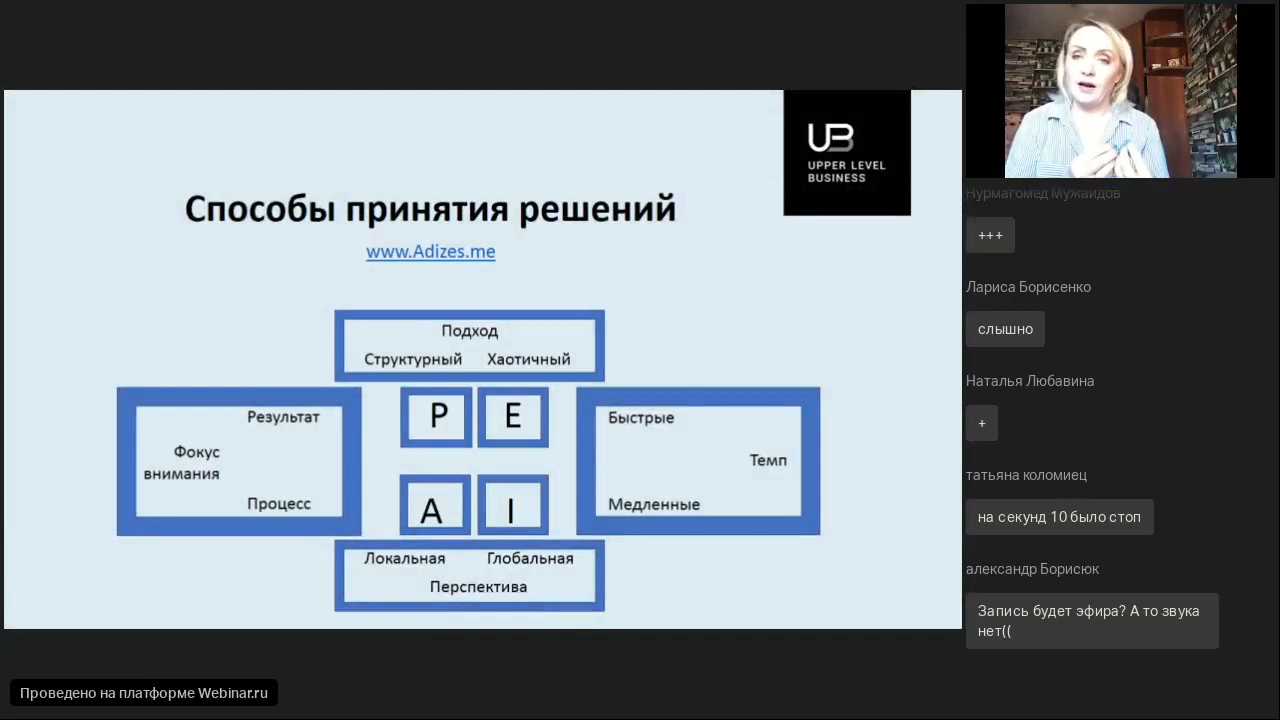 UB
UPPER LEVEL
BUSINESS
Способы принятия решений
www.Adizes.me
Подход
Структурный Хаотичный
Результат
Фокус
внимания
Процесс
P E
A I
Быстрые
Темп
Медленные
Локальная Глобальная
Перспектива
Нурмагомед Мужаидов
+++
Лариса Борисенко
слышно
Наталья Любавина
+
татьяна коломиец
на секунд 10 было стоп
александр Борисюк
Запись будет эфира? А то звука
нет((
Проведено на платформе Webinar.ru